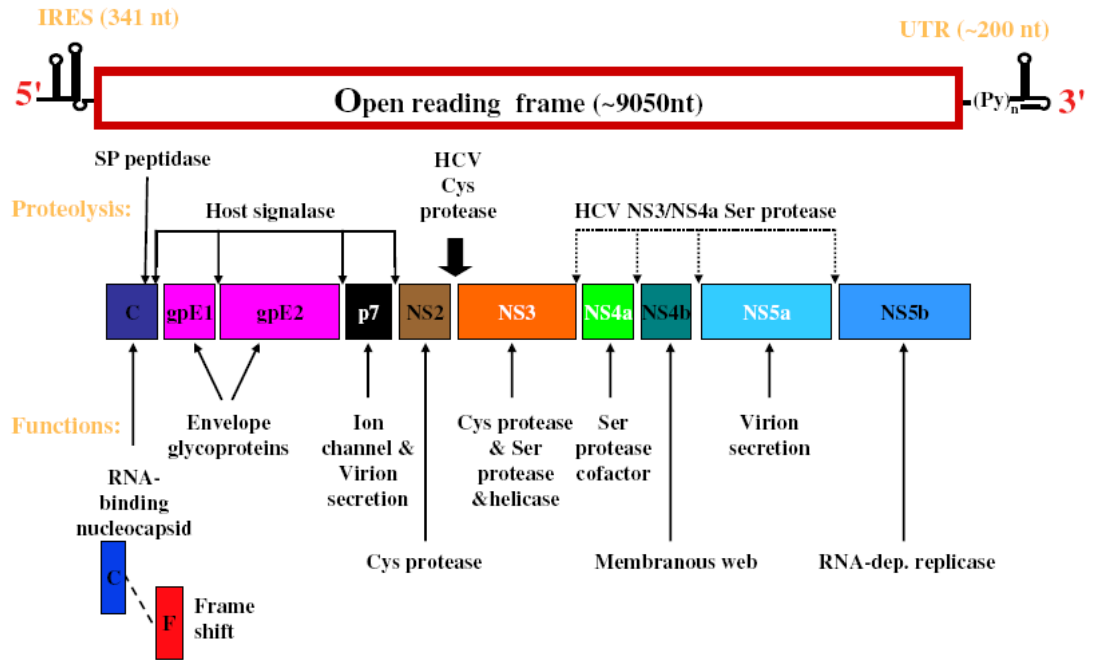 IRES (341 nt)
UTR (~200 nt)
5'
Open reading frame (~9050nt)
(Py)n
3'
SP peptidase
HCV
Cys
protease
Proteolysis:
Host signalase
HCV NS3/NS4a Ser protease
C
gpE1
gpE2
p7
NS2
NS3
NS4a
NS4b
NS5a
NS5b
Functions:
Envelope
glycoproteins
Ion
channel &
Virion
secretion
Cys protease
& Ser
protease
&helicase
Ser
protease
cofactor
Virion
secretion
RNA-
binding
nucleocapsid
Cys protease
Membranous web
RNA-dep. replicase
C
F
Frame
shift